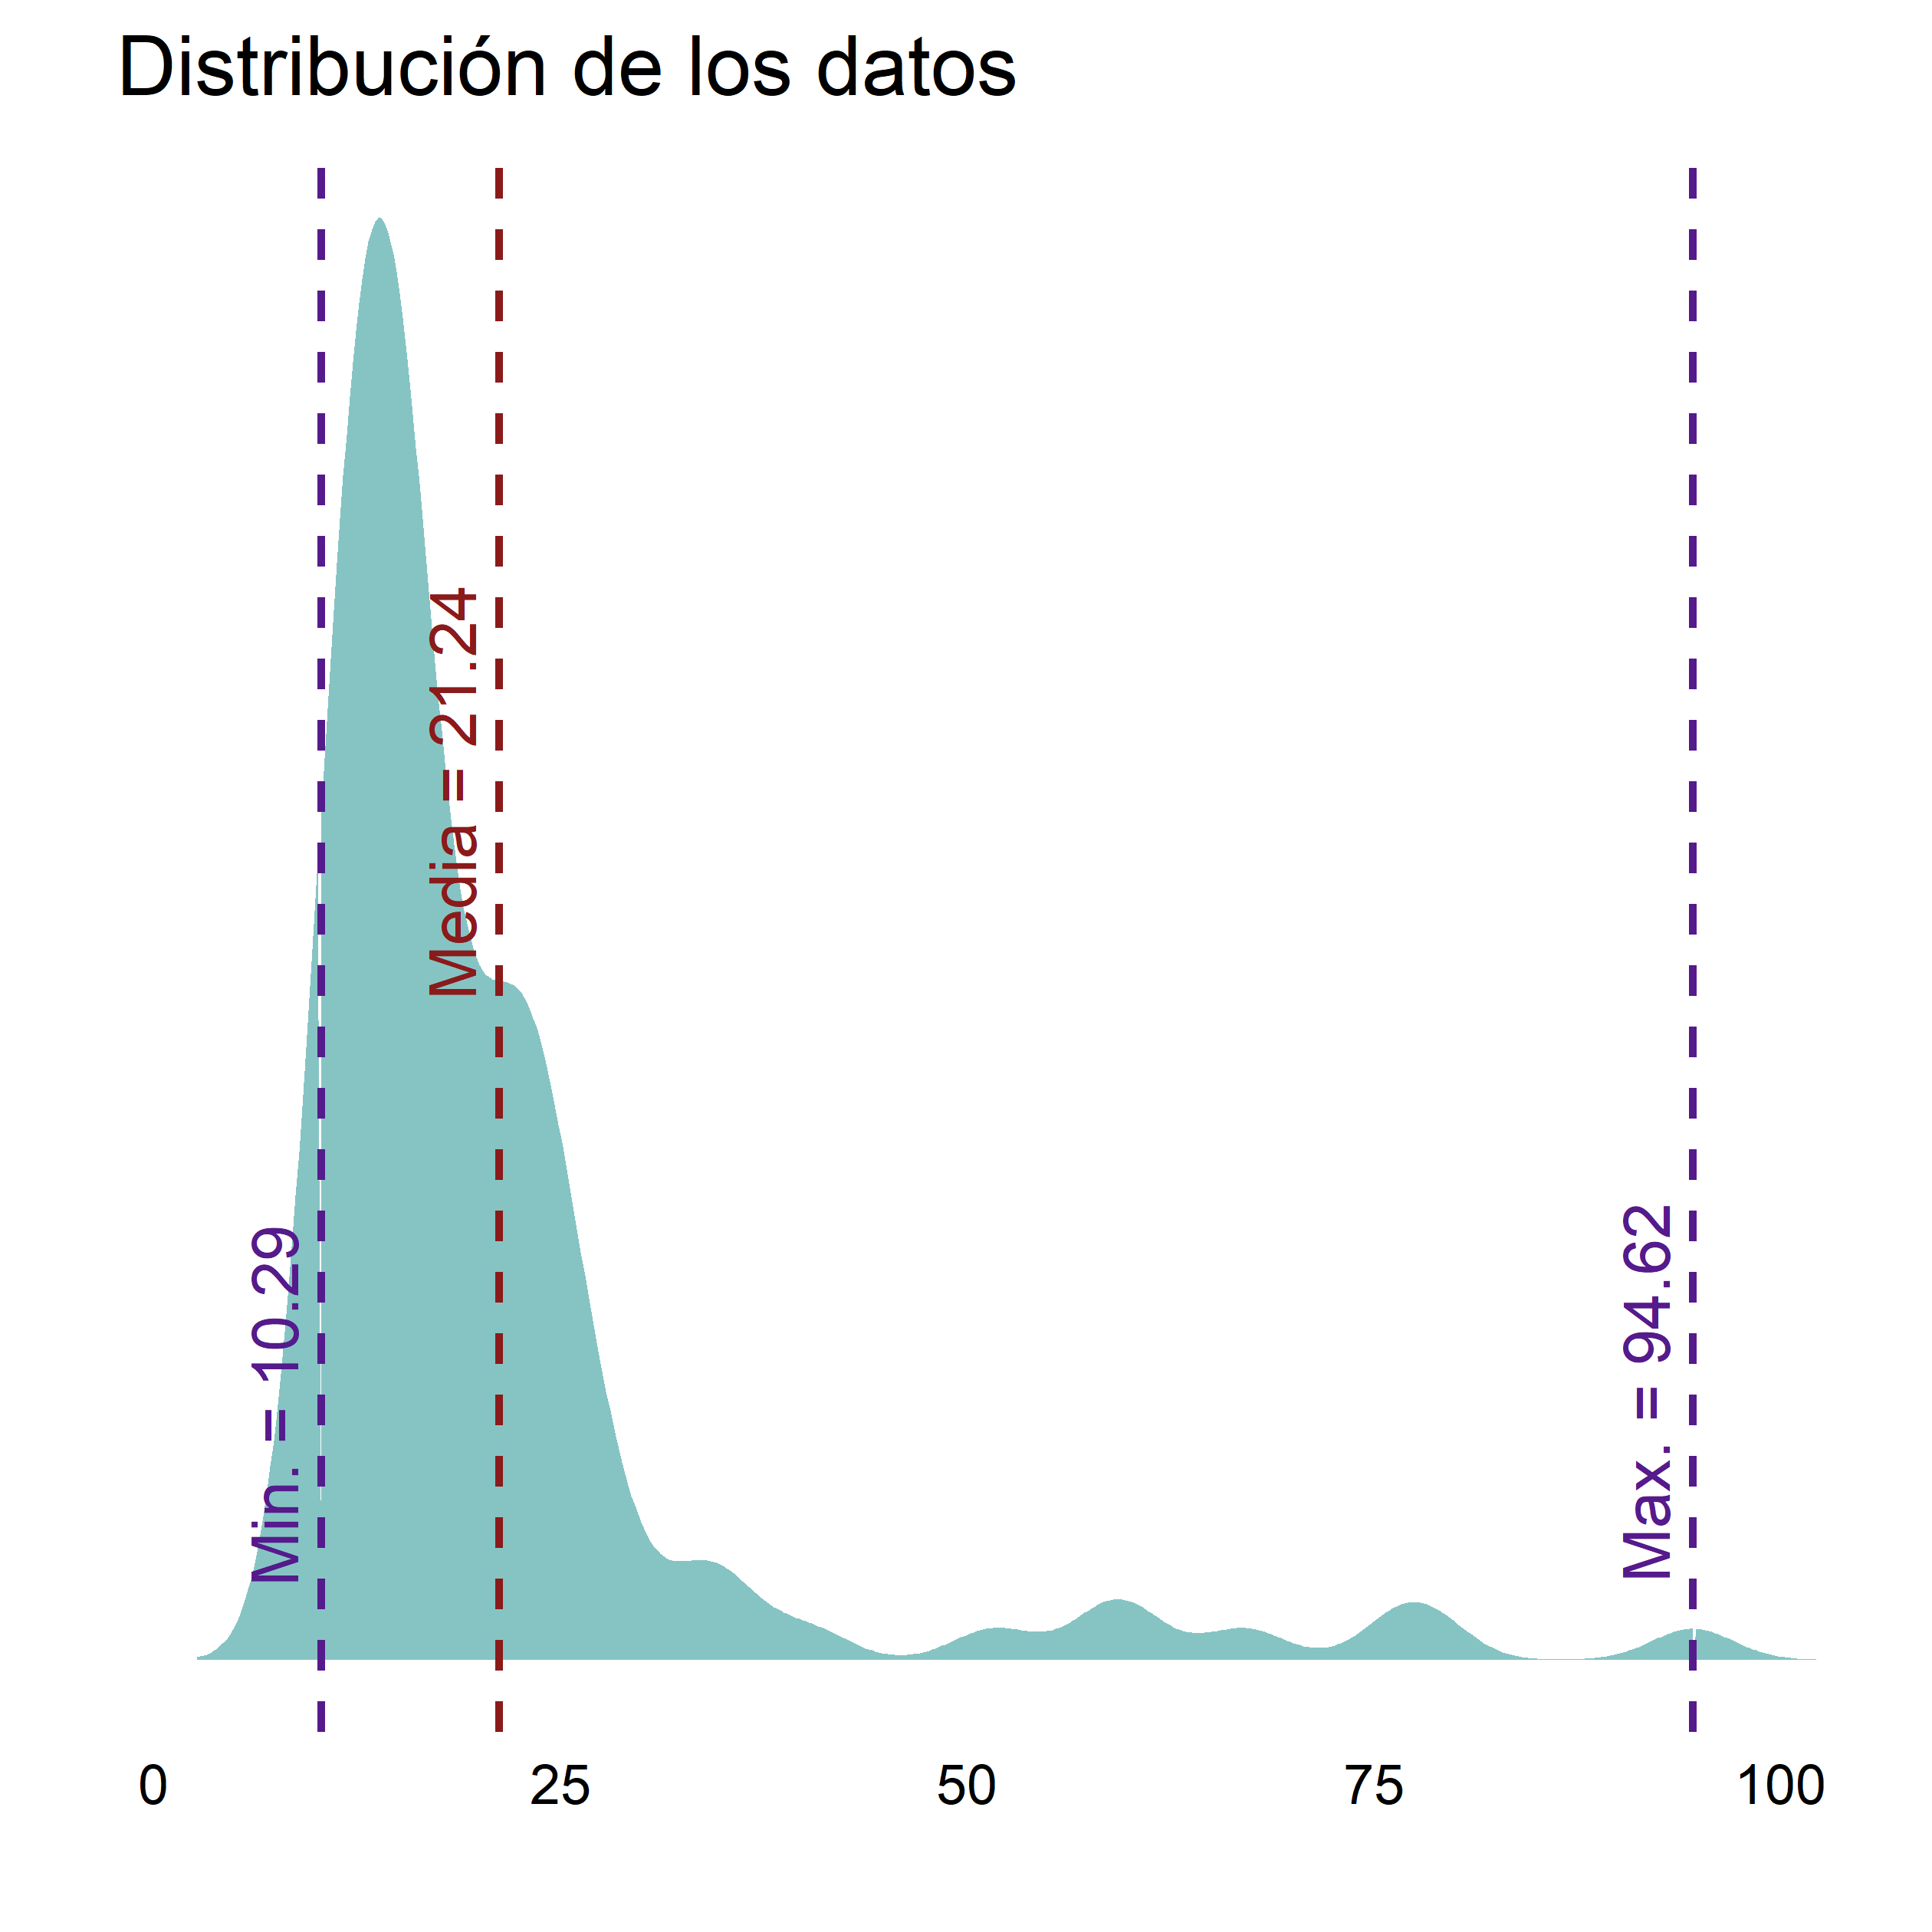 Distribución de los datos
Min. = 10.29
Media = 21.24
Max. = 94.62
0 25 50 75 100